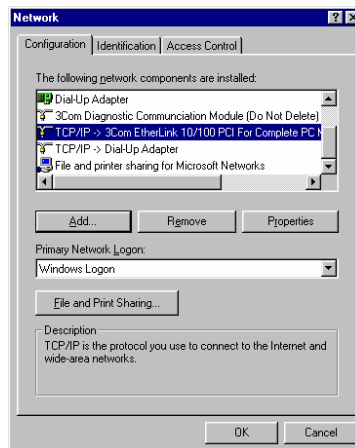 Network
Configuration Identification Access Control
The following network components are installed:
Dial-Up Adapter
3Com Diagnostic Communciation Module (Do Not Delete)
TCP/IP -> 3Com EtherLink 10/100 PCI For Complete PC
TCP/IP -> Dial-Up Adapter
File and printer sharing for Microsoft Networks
Add... Remove Properties
Primary Network Logon:
Windows Logon
File and Print Sharing...
Description
TCP/IP is the protocol you use to connect to the Internet and
wide-area networks.
OK Cancel